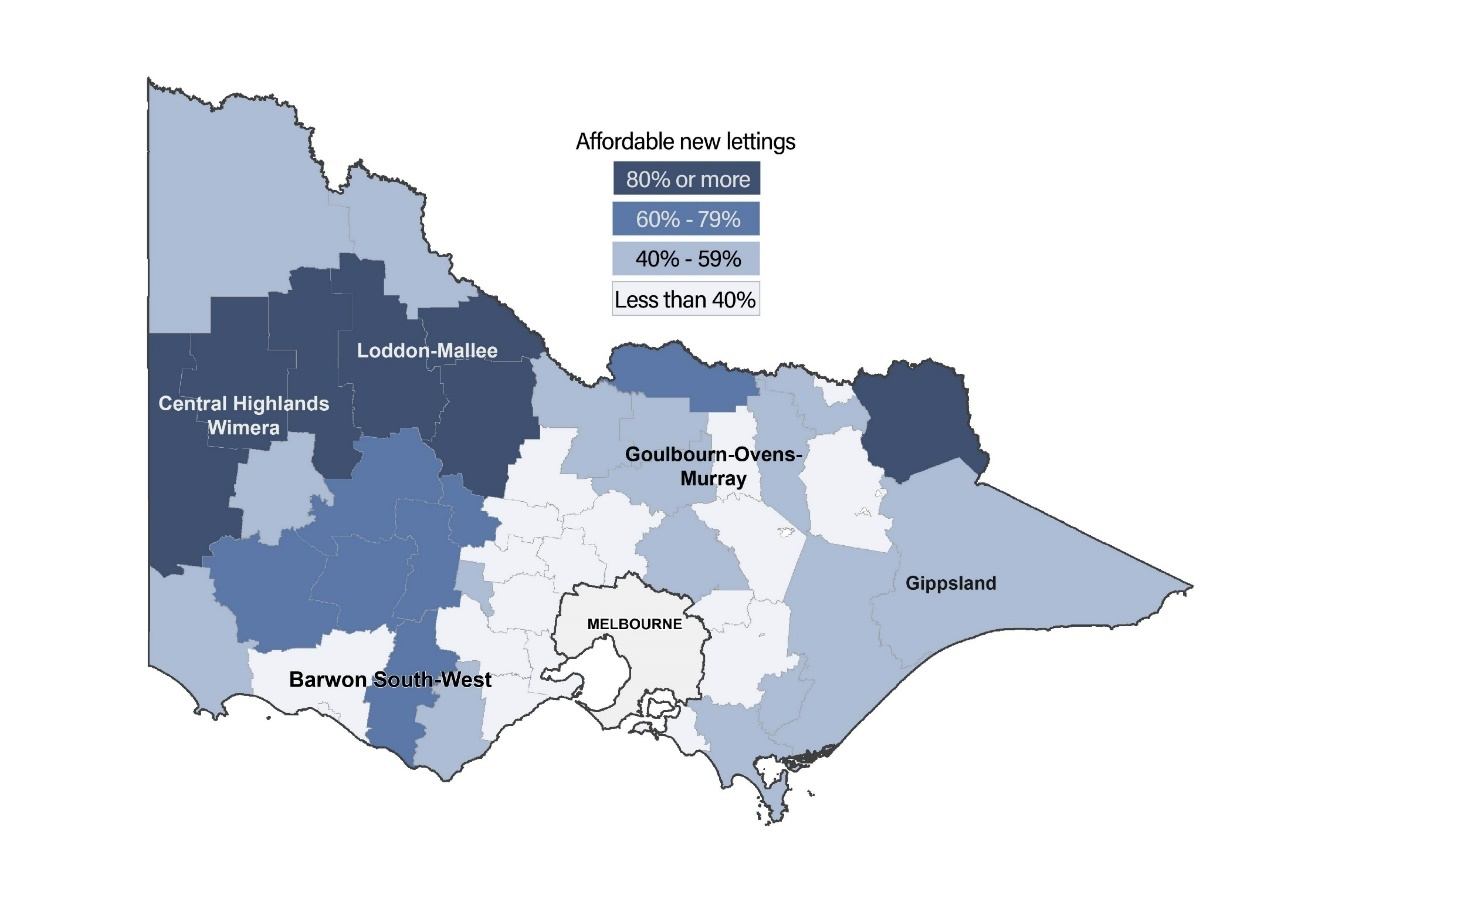 Affordable new lettings
80% or more
60% - 79%
40% - 59%
Less than 40%
Loddon-Mallee
Central Highlands
Wimera
Goulbourn-Ovens-
Murray
Gippsland
MELBOURNE
Barwon South-West